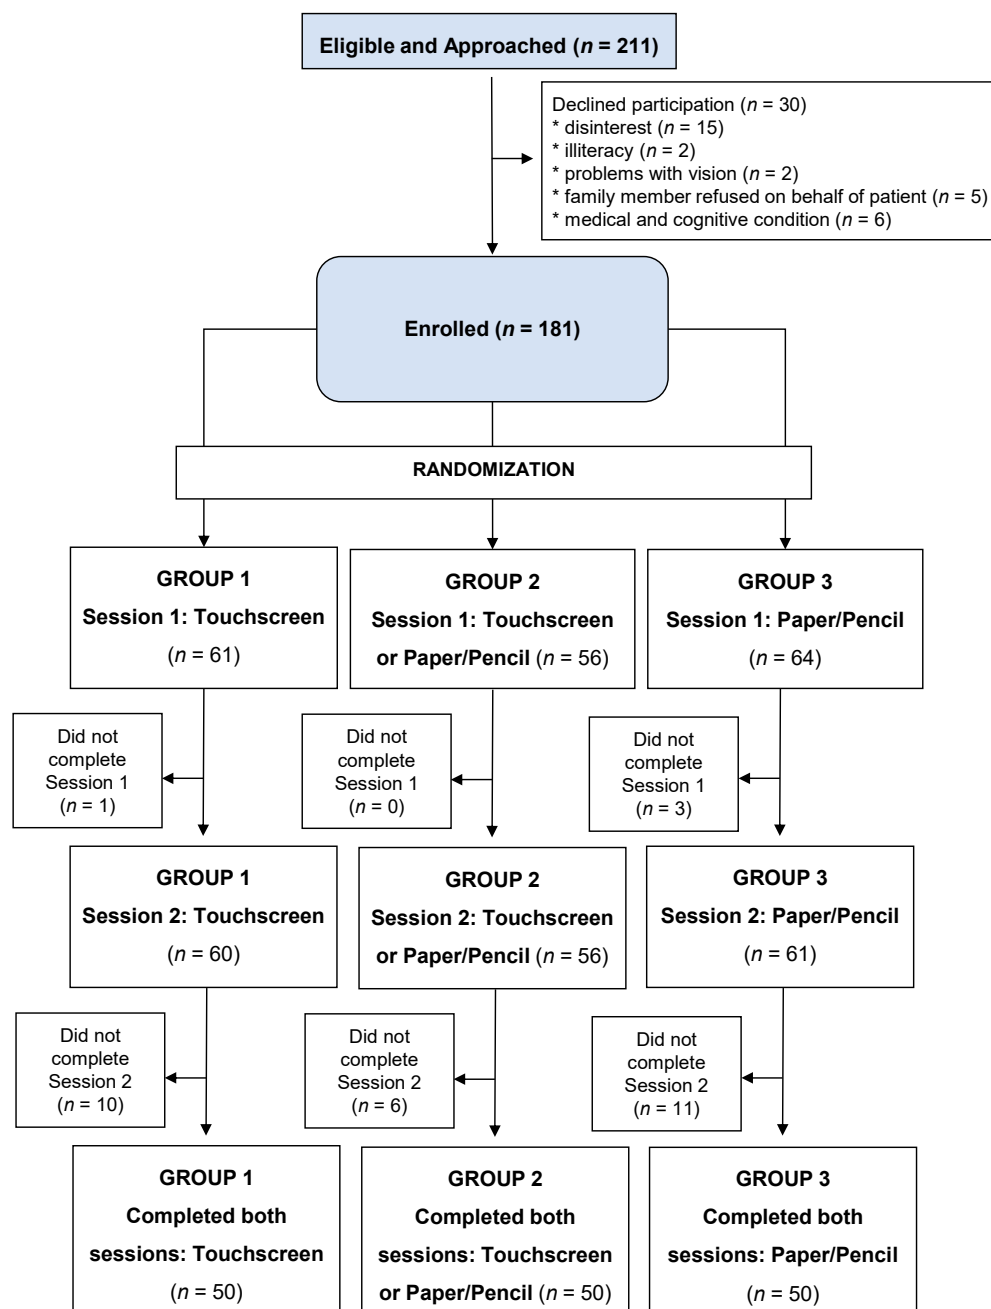 Eligible and Approached (n = 211)
Declined participation (n = 30)
* disinterest (n = 15)
* illiteracy (n = 2)
* problems with vision (n = 2)
* family member refused on behalf of patient (n = 5)
* medical and cognitive condition (n = 6)
Enrolled (n = 181)
RANDOMIZATION
GROUP 1
Session 1: Touchscreen
(n = 61)
GROUP 2
Session 1: Touchscreen
or Paper/Pencil (n = 56)
GROUP 3
Session 1: Paper/Pencil
(n = 64)
Did not
complete
Session 1
(n = 1)
Did not
complete
Session 1
(n = 0)
Did not
complete
Session 1
(n = 3)
GROUP 1
Session 2: Touchscreen
(n = 60)
GROUP 2
Session 2: Touchscreen
or Paper/Pencil (n = 56)
GROUP 3
Session 2: Paper/Pencil
(n = 61)
Did not
complete
Session 2
(n = 10)
Did not
complete
Session 2
(n = 6)
Did not
complete
Session 2
(n = 11)
GROUP 1
Completed both
sessions: Touchscreen
(n = 50)
GROUP 2
Completed both
sessions: Touchscreen
or Paper/Pencil (n = 50)
GROUP 3
Completed both
sessions: Paper/Pencil
(n = 50)